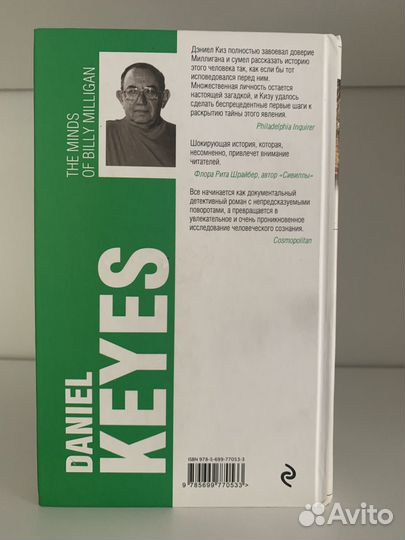 Дэниел Киз полностью завоевал доверие
Миллигана и сумел рассказать историю
этого человека так, как если бы тот
исповедовался перед ним.
Множественная личность остается
настоящей загадкой, и Кизу удалось
сделать беспрецедентные первые шаги к
раскрытию тайны этого явления.
Philadelphia Inquirer
Шокирующая история, которая,
несомненно, привлечет внимание
читателей.
Флора Рита Шрайбер, автор «Сивиллы»
Все начинается как документальный
детективный роман с непредсказуемыми
поворотами, а превращается в
увлекательное и очень проникновенное
исследование человеческого сознания.
Cosmopolitan
THE MINDS
OF BILLY MILLIGAN
DANIEL
KEYES
ISBN 978-5-699-77053-3
9 785699 770533 >
Avito